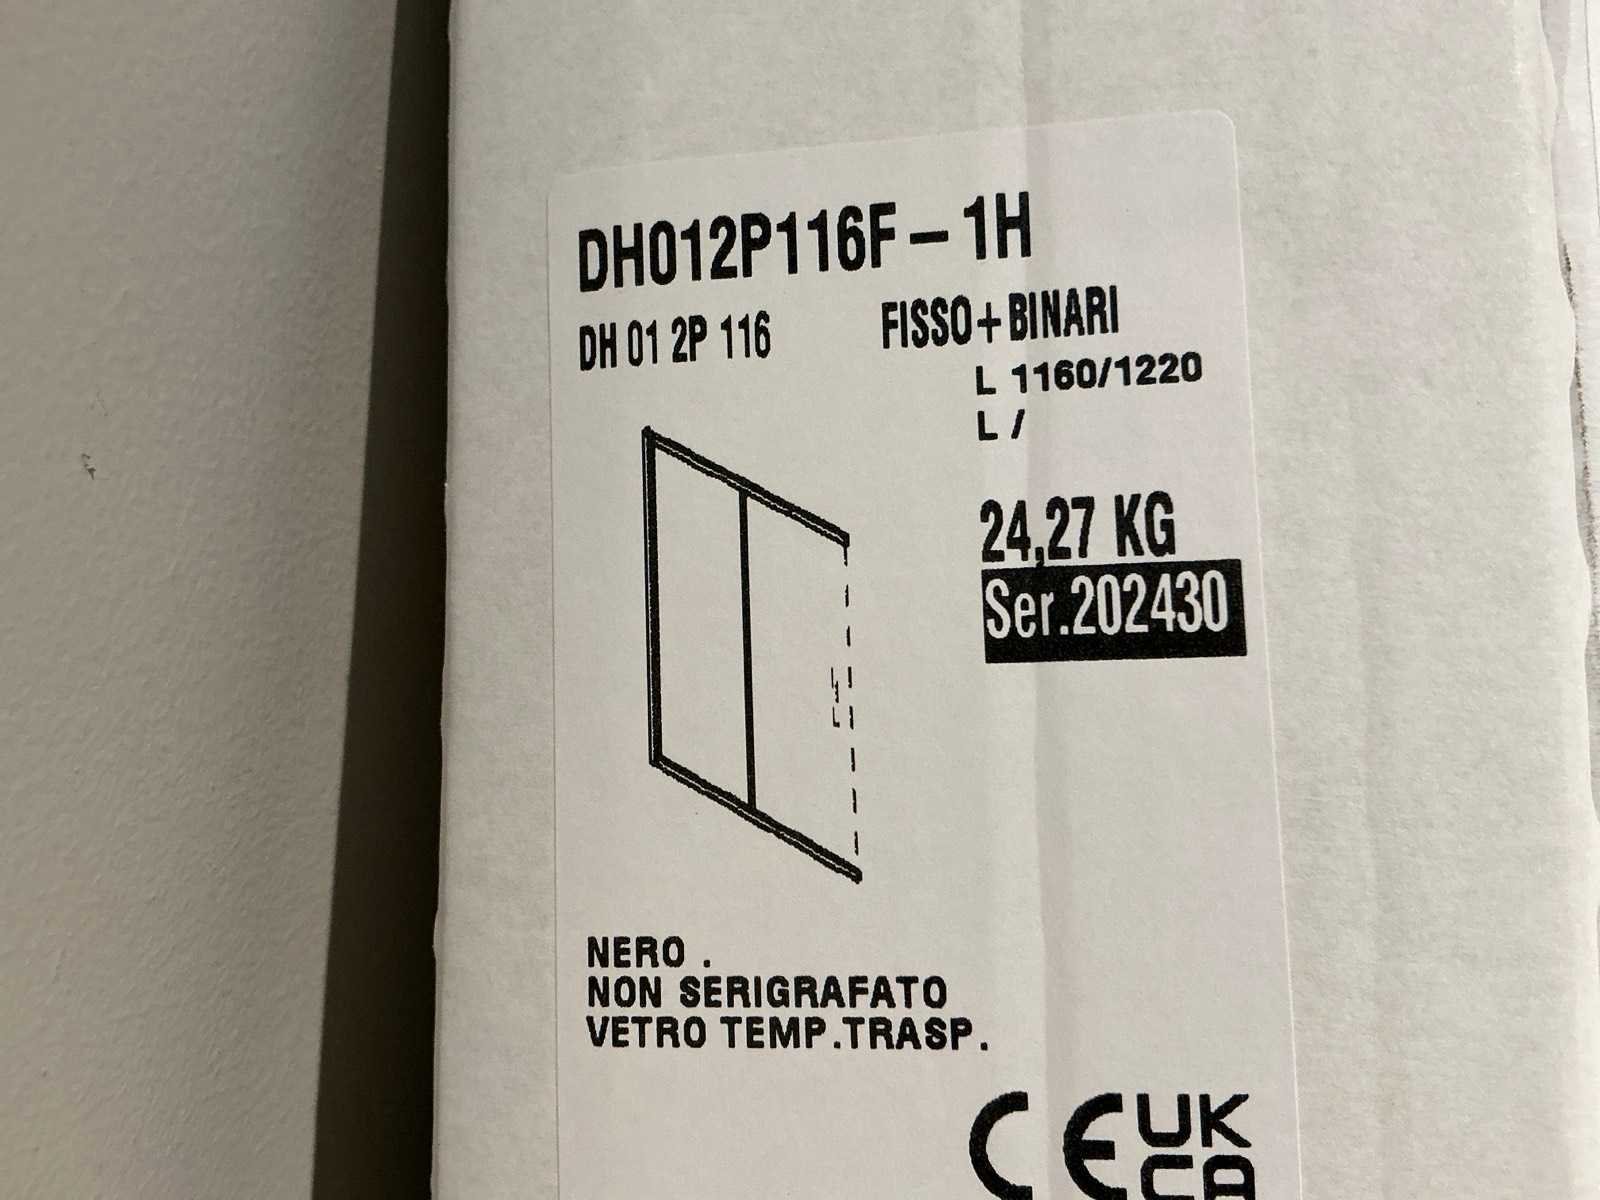 DH012P116F-1H
DH 01 2P 116
FISSO+BINARI
L 1160/1220
L /
24,27 KG
Ser.202430
NERO .
NON SERIGRAFATO
VETRO TEMP.TRASP.
CE UK
CA